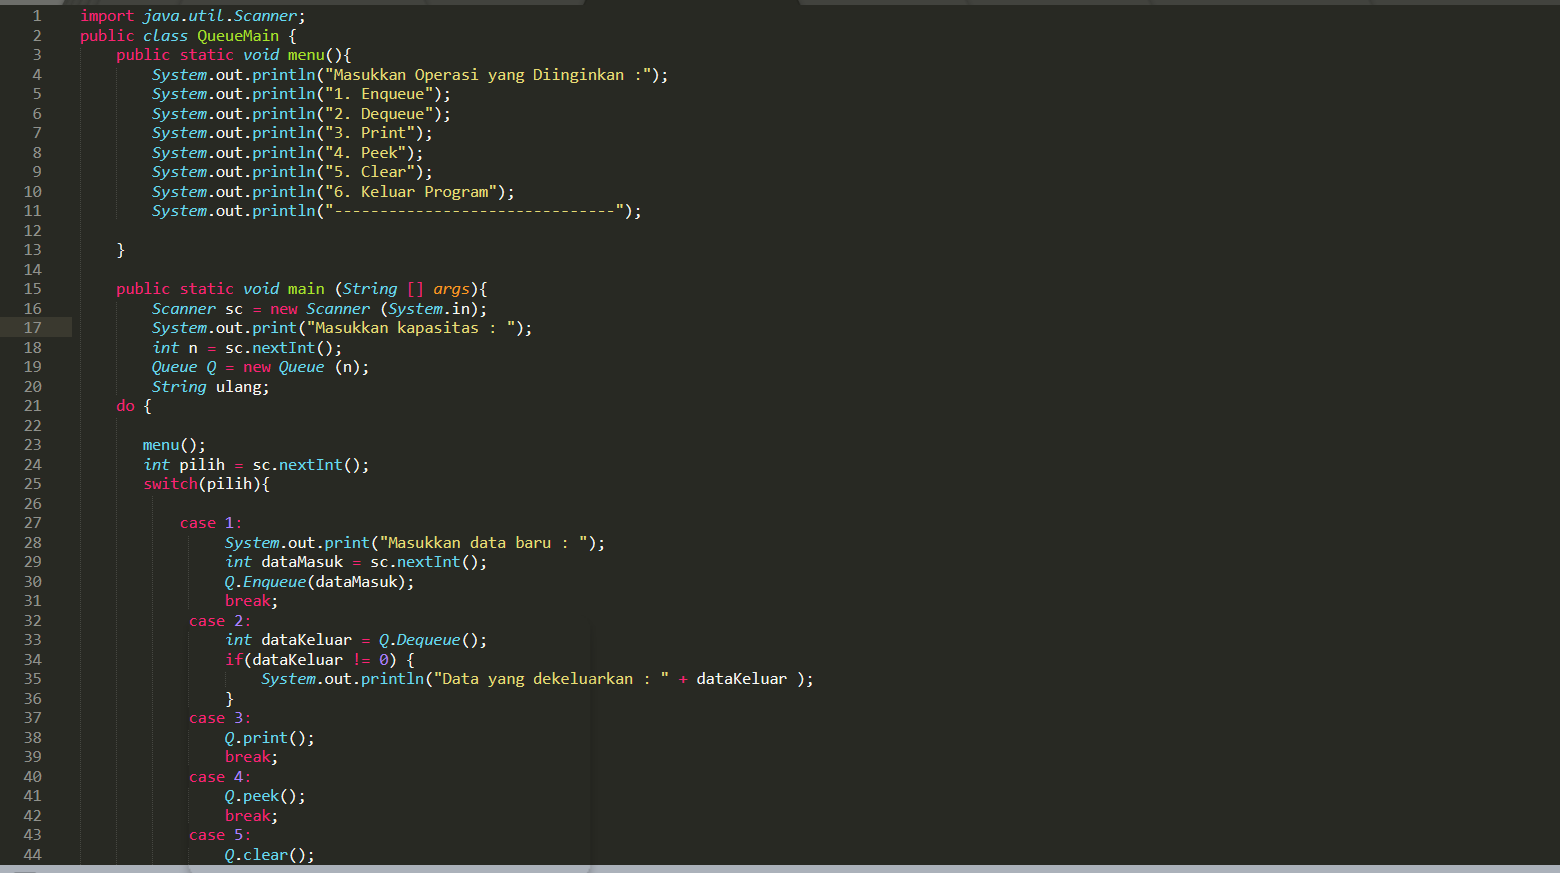 1 import java.util.Scanner;
2 public class QueueMain {
3 public static void menu(){
4 System.out.println("Masukkan Operasi yang Diinginkan :");
5 System.out.println("1. Enqueue");
6 System.out.println("2. Dequeue");
7 System.out.println("3. Print");
8 System.out.println("4. Peek");
9 System.out.println("5. Clear");
10 System.out.println("6. Keluar Program");
11 System.out.println("-------------------------------");
12
13 }
14
15 public static void main (String [] args){
16 Scanner sc = new Scanner (System.in);
17 System.out.print("Masukkan kapasitas : ");
18 int n = sc.nextInt();
19 Queue Q = new Queue (n);
20 String ulang;
21 do {
22
23 menu();
24 int pilih = sc.nextInt();
25 switch(pilih){
26
27 case 1:
28 System.out.print("Masukkan data baru : ");
29 int dataMasuk = sc.nextInt();
30 Q.Enqueue(dataMasuk);
31 break;
32 case 2:
33 int dataKeluar = Q.Dequeue();
34 if(dataKeluar != 0) {
35 System.out.println("Data yang dekeluarkan : " + dataKeluar );
36 }
37 case 3:
38 Q.print();
39 break;
40 case 4:
41 Q.peek();
42 break;
43 case 5:
44 Q.clear();